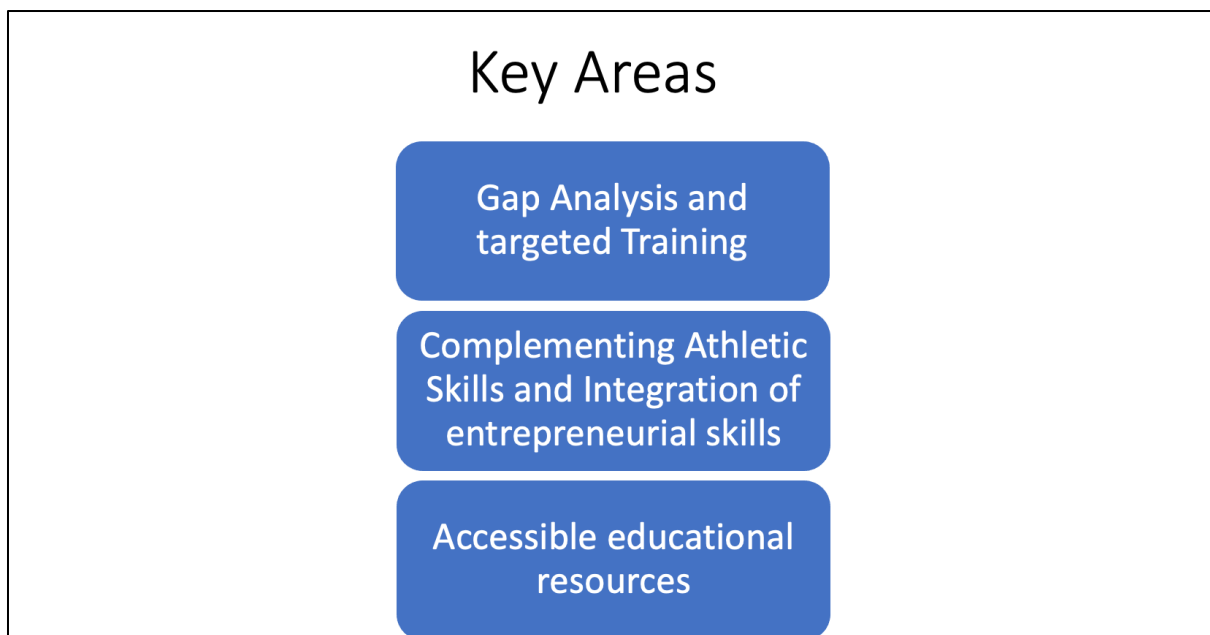 Key Areas
Gap Analysis and
targeted Training
Complementing Athletic
Skills and Integration of
entrepreneurial skills
Accessible educational
resources